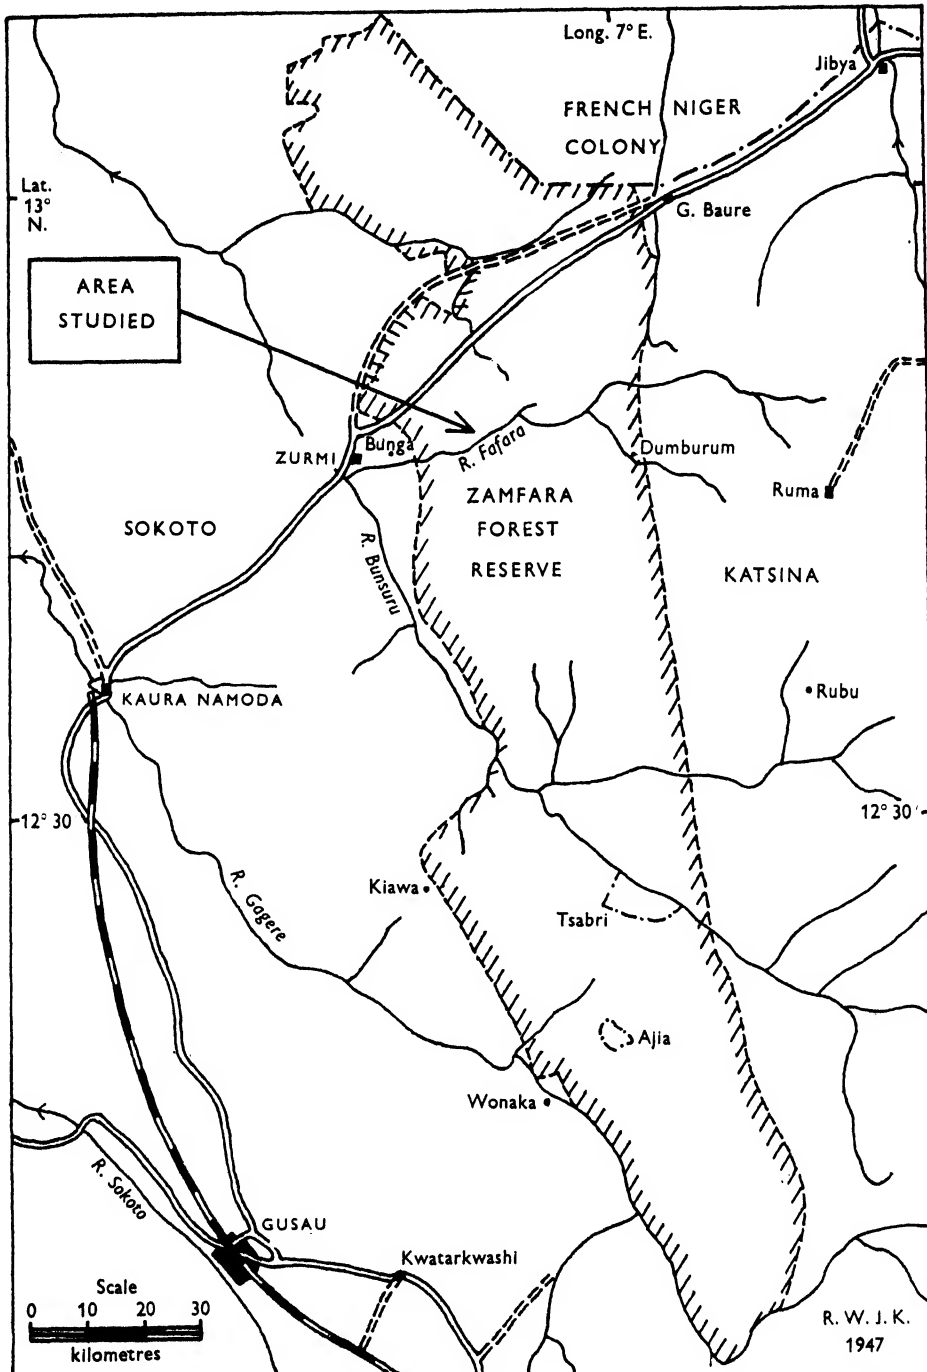 Long. 7° E.
Jibya
FRENCH NIGER
COLONY
Lat.
13°
N.
G. Baure
AREA
STUDIED
ZURMI
Bunga
R. Fafara
Dumburum
Ruma
ZAMFARA
FOREST
RESERVE
SOKOTO
R. Bunsuru
KATSINA
KAURA NAMODA
Rubu
12° 30
12° 30'
Kiawa
R. Gagere
Tsabri
Ajia
Wonaka
R. Sokoto
GUSAU
Kwatarkwashi
Scale
0 10 20 30
kilometres
R. W. J. K.
1947